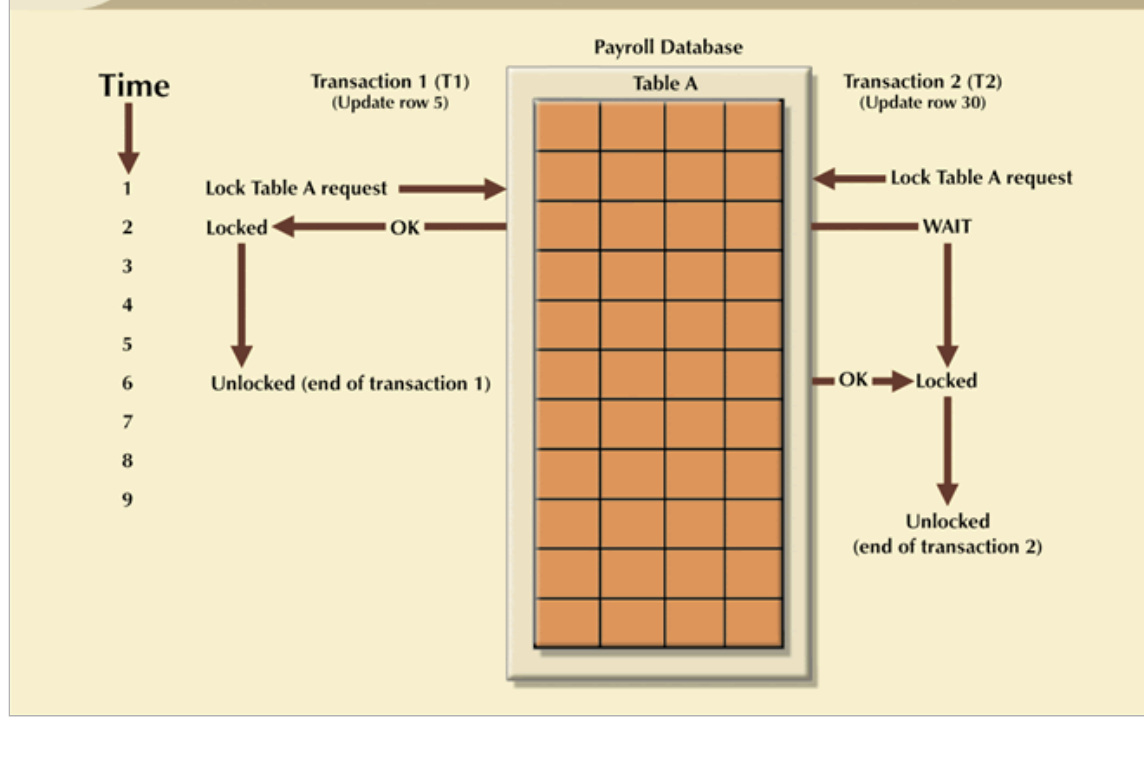 Payroll Database
Time
Transaction 1 (T1)
(Update row 5)
Table A
Transaction 2 (T2)
(Update row 30)
1
Lock Table A request
Lock Table A request
2
Locked
OK
WAIT
3
4
5
6
Unlocked (end of transaction 1)
OK
Locked
7
8
9
Unlocked
(end of transaction 2)